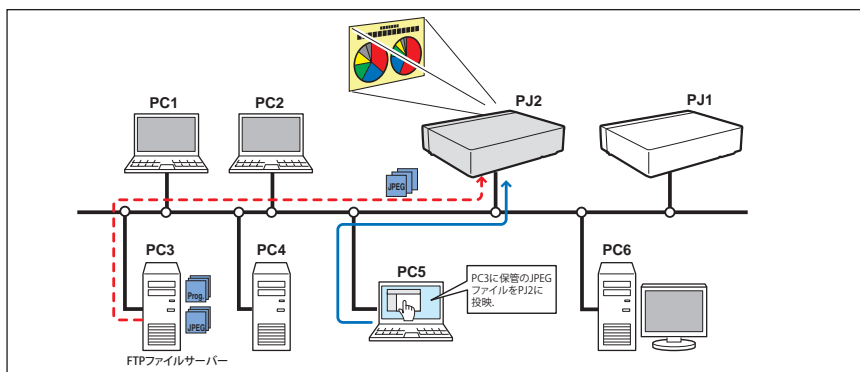 PJ2
PJ1
PC1
PC2
JPEG
PC3
PC4
PC5
PC6
Prog.
JPEG
PC3に保管のJPEG
ファイルをPJ2に
投映.
FTPファイルサーバー